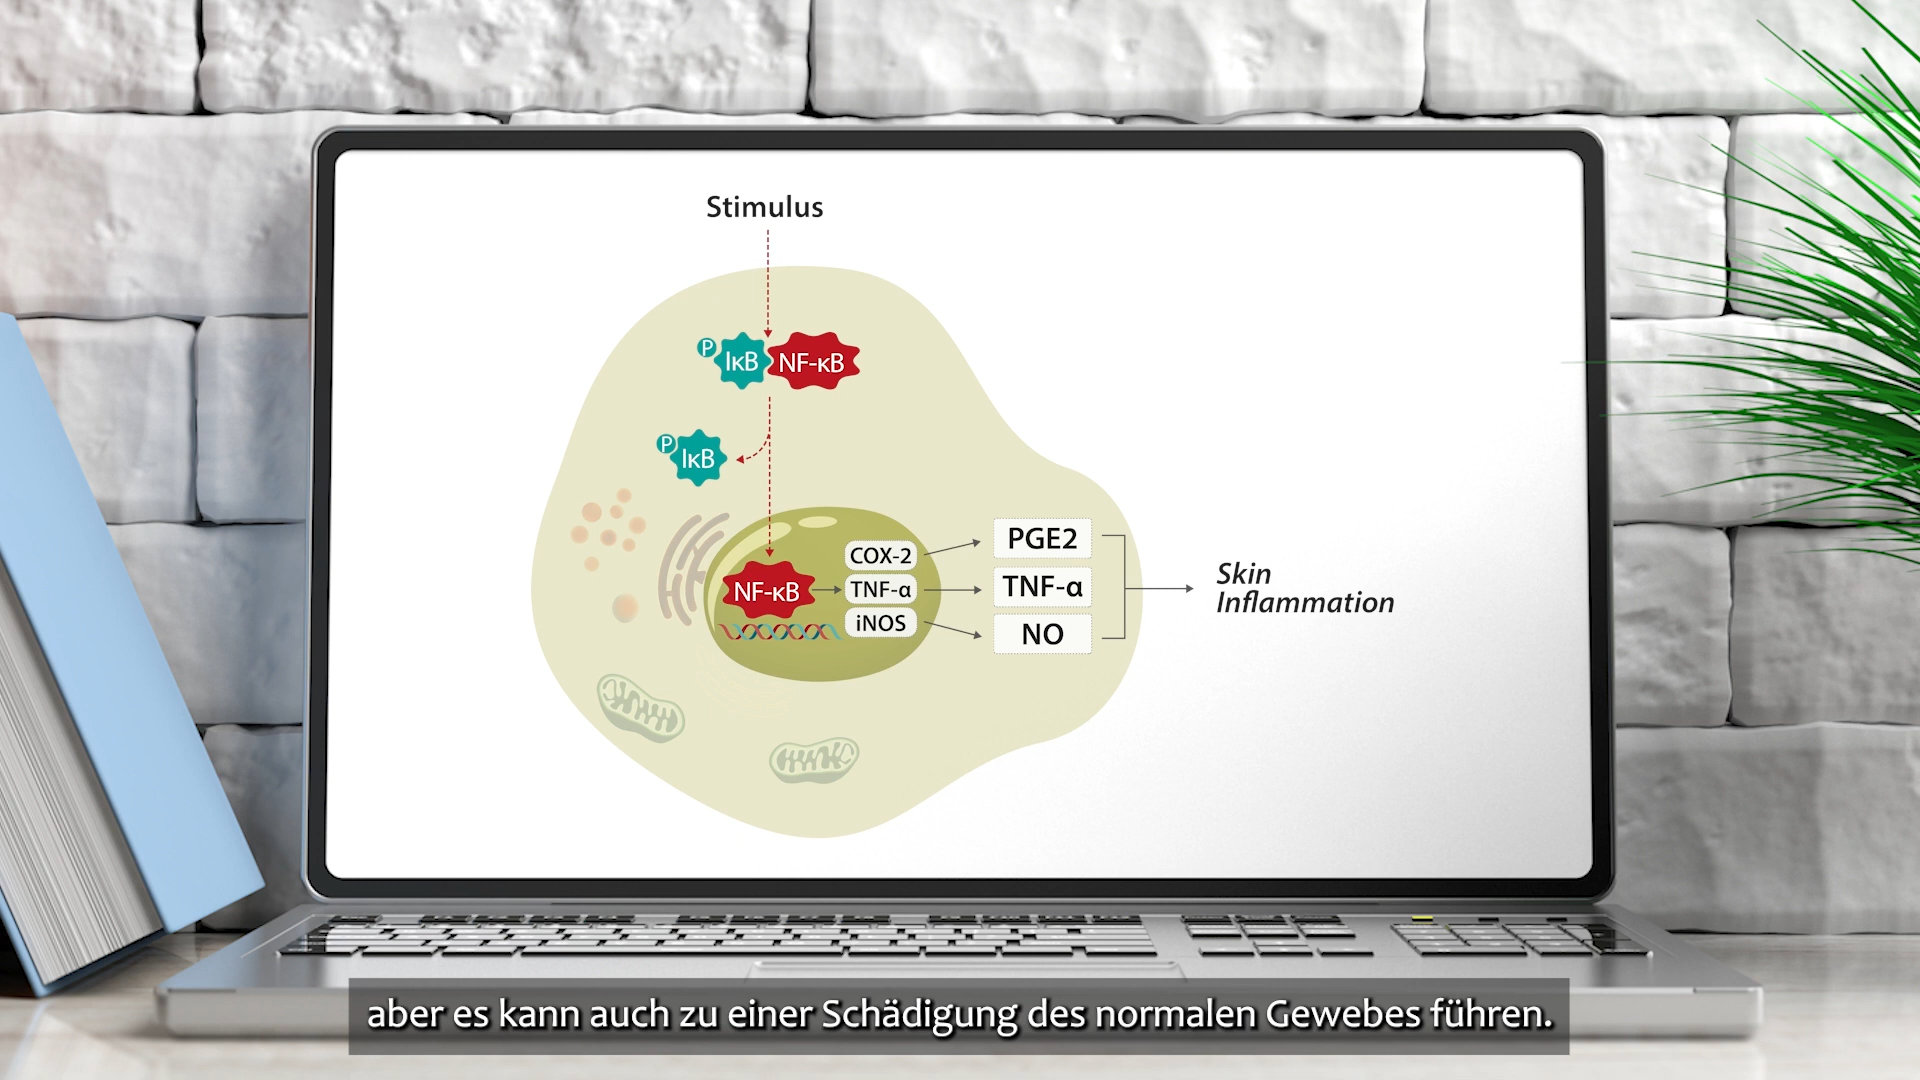 Stimulus
P
IκB
NF-κB
P
IκB
NF-κB
COX-2
TNF-α
iNOS
PGE2
TNF-α
NO
Skin
Inflammation
aber es kann auch zu einer Schädigung des normalen Gewebes führen.